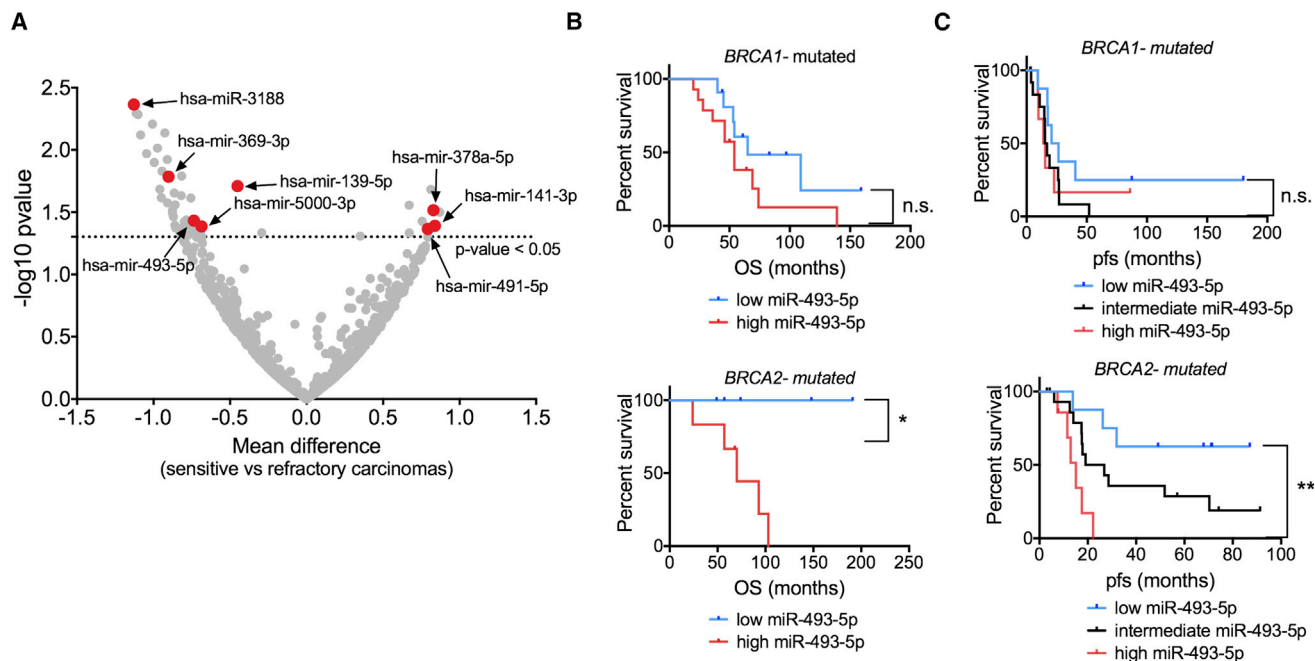 A
-log10 pvalue
2.5
2.0
1.5
1.0
0.5
0.0
-1.5
-1.0
-0.5
0.0
0.5
1.0
1.5
Mean difference
(sensitive vs refractory carcinomas)
hsa-miR-3188
hsa-mir-369-3p
hsa-mir-139-5p
hsa-mir-5000-3p
hsa-mir-493-5p
hsa-mir-378a-5p
hsa-mir-141-3p
p-value < 0.05
hsa-mir-491-5p
B
BRCA1- mutated
Percent survival
100
50
0
0
50
100
150
200
n.s.
OS (months)
low miR-493-5p
high miR-493-5p
BRCA2- mutated
Percent survival
100
50
0
0
50
100
150
200
250
*
OS (months)
low miR-493-5p
high miR-493-5p
C
BRCA1- mutated
Percent survival
100
50
0
0
50
100
150
200
n.s.
pfs (months)
low miR-493-5p
intermediate miR-493-5p
high miR-493-5p
BRCA2- mutated
Percent survival
100
50
0
0
20
40
60
80
100
**
pfs (months)
low miR-493-5p
intermediate miR-493-5p
high miR-493-5p